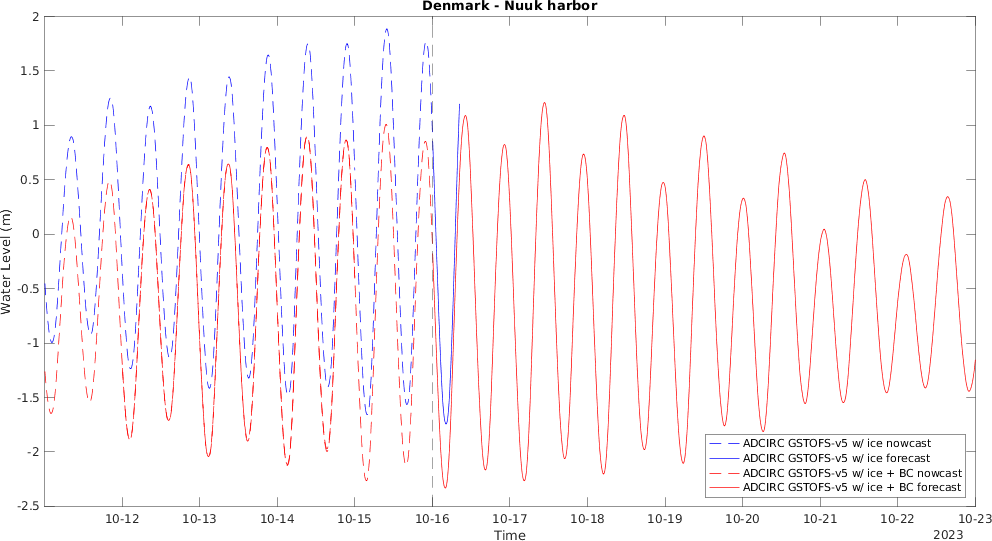 Denmark - Nuuk harbor
2
1.5
1
0.5
0
-0.5
-1
-1.5
-2
-2.5
Water Level (m)
10-12 10-13 10-14 10-15 10-16 10-17 10-18 10-19 10-20 10-21 10-22 10-23
Time
2023
ADCIRC GSTOFS-v5 w/ ice nowcast
ADCIRC GSTOFS-v5 w/ ice forecast
ADCIRC GSTOFS-v5 w/ ice + BC nowcast
ADCIRC GSTOFS-v5 w/ ice + BC forecast